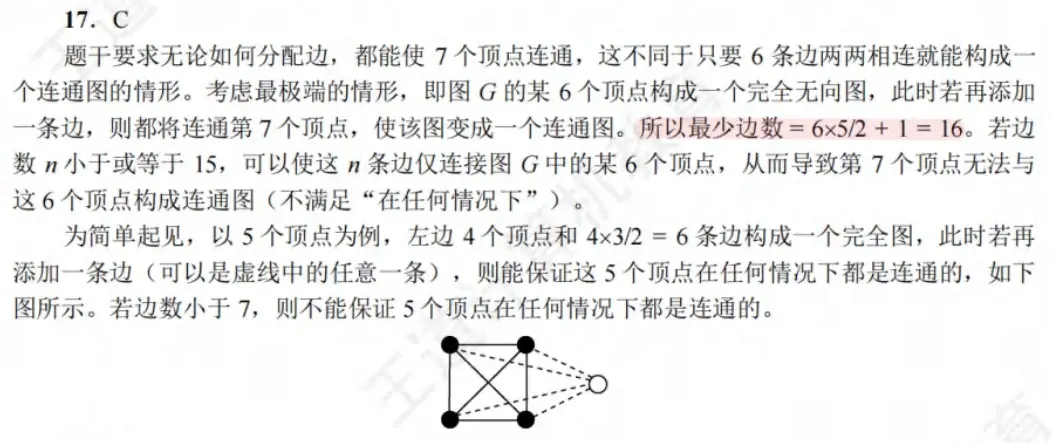 17．C
题干要求无论如何分配边，都能使 7 个顶点连通，这不同于只要 6 条边两两相连就能构成一
个连通图的情形。考虑最极端的情形，即图 G 的某 6 个顶点构成一个完全无向图，此时若再添加
一条边，则都将连通第 7 个顶点，使该图变成一个连通图。所以最少边数 = 6×5/2 + 1 = 16。若边
数 n 小于或等于 15，可以使这 n 条边仅连接图 G 中的某 6 个顶点，从而导致第 7 个顶点无法与
这 6 个顶点构成连通图（不满足“在任何情况下”）。
为简单起见，以 5 个顶点为例，左边 4 个顶点和 4×3/2 = 6 条边构成一个完全图，此时若再
添加一条边（可以是虚线中的任意一条），则能保证这 5 个顶点在任何情况下都是连通的，如下
图所示。若边数小于 7，则不能保证 5 个顶点在任何情况下都是连通的。